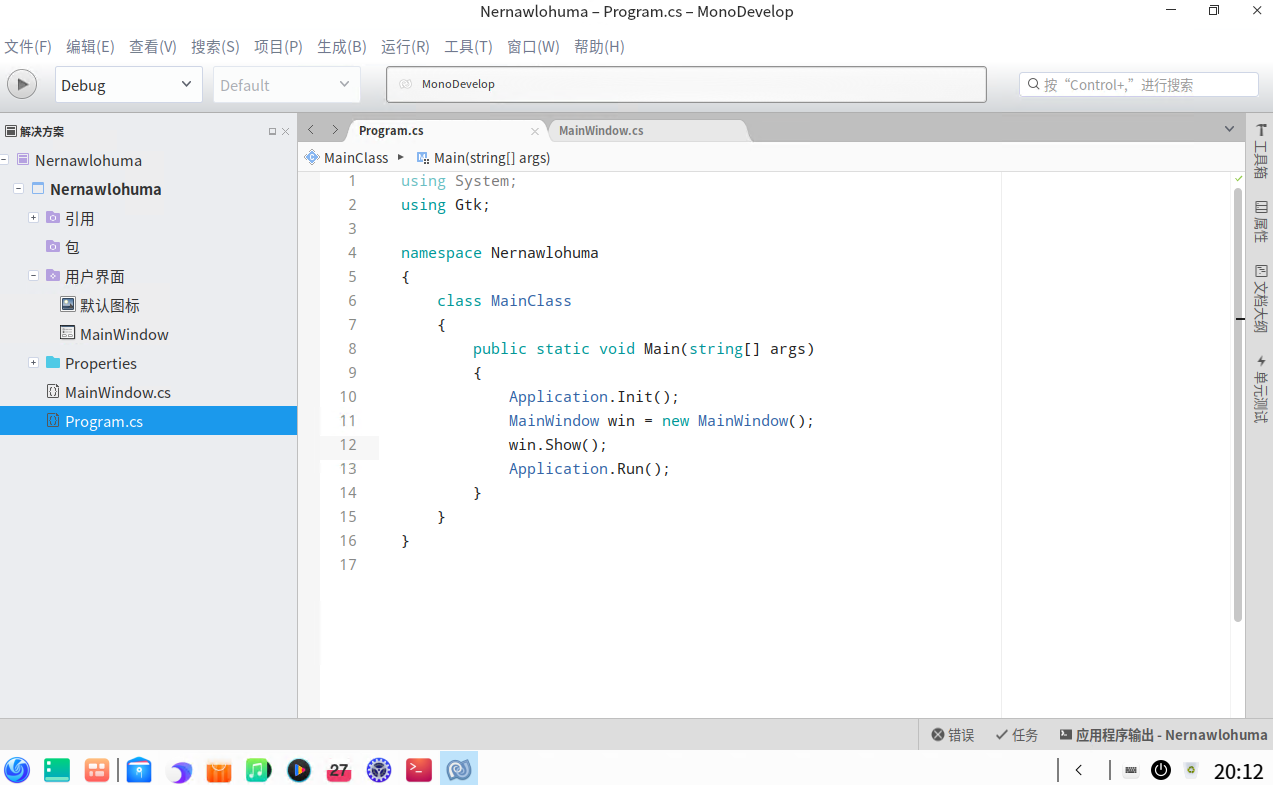 Nernawlohuma – Program.cs – MonoDevelop
文件(F) 编辑(E) 查看(V) 搜索(S) 项目(P) 生成(B) 运行(R) 工具(T) 窗口(W) 帮助(H)
Debug
Default
MonoDevelop
按“Control+,”进行搜索
解决方案
Nernawlohuma
Nernawlohuma
引用
包
用户界面
默认图标
MainWindow
Properties
MainWindow.cs
Program.cs
Program.cs
MainWindow.cs
MainClass
Main(string[] args)
1 using System;
2 using Gtk;
3
4 namespace Nernawlohuma
5 {
6 class MainClass
7 {
8 public static void Main(string[] args)
9 {
10 Application.Init();
11 MainWindow win = new MainWindow();
12 win.Show();
13 Application.Run();
14 }
15 }
16 }
17
工具箱
属性
文档大纲
单元测试
错误
任务
应用程序输出 - Nernawlohuma
27
20:12